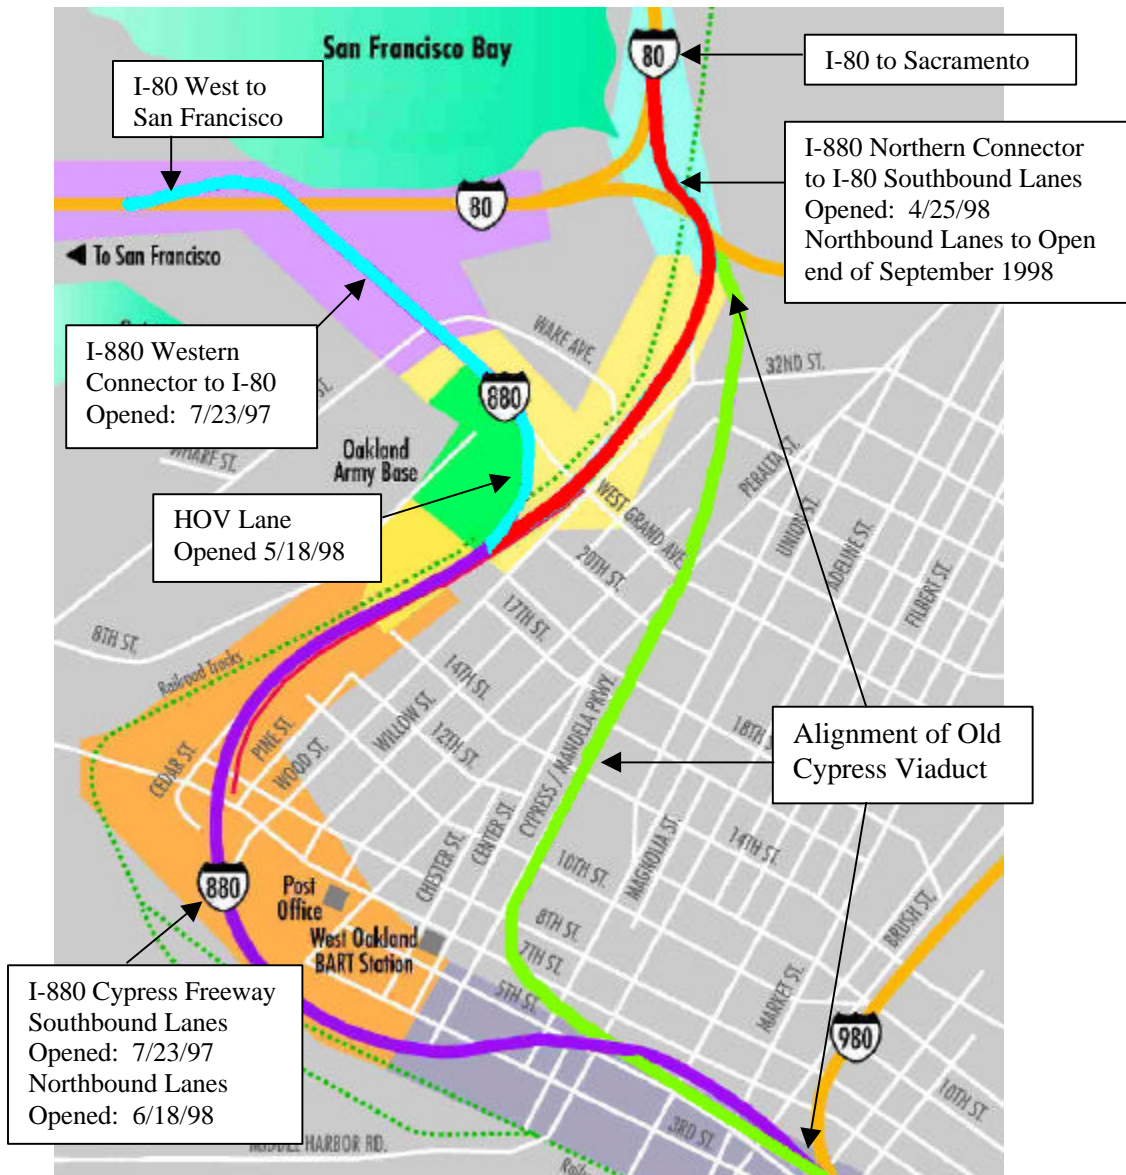 San Francisco Bay
80
I-80 to Sacramento
I-80 West to
San Francisco
I-880 Northern Connector
to I-80 Southbound Lanes
Opened: 4/25/98
Northbound Lanes to Open
end of September 1998
80
To San Francisco
I-880 Western
Connector to I-80
Opened: 7/23/97
WAKE AVE.
32ND ST.
880
ST.
WHARF ST.
Oakland
Army Base
PERALTA ST.
HOV Lane
Opened 5/18/98
WEST GRAND AVE.
UNION ST.
ADELINE ST.
FILBERT ST.
20TH ST.
17TH ST.
8TH ST.
Railroad Tracks
14TH ST.
WILLOW ST.
12TH ST.
CYPRESS / MANDELA PKWY.
18TH S
Alignment of Old
Cypress Viaduct
CEDAR ST.
PINE ST.
WOOD ST.
CHESTER ST.
CENTER ST.
10TH ST.
MAGNOLIA ST.
14TH ST.
880
Post
Office
West Oakland
BART Station
8TH ST.
7TH ST.
5TH ST.
BRUSH ST.
MARKET ST.
980
I-880 Cypress Freeway
Southbound Lanes
Opened: 7/23/97
Northbound Lanes
Opened: 6/18/98
10TH ST.
3RD ST.
MIDDLE HARBOR RD.